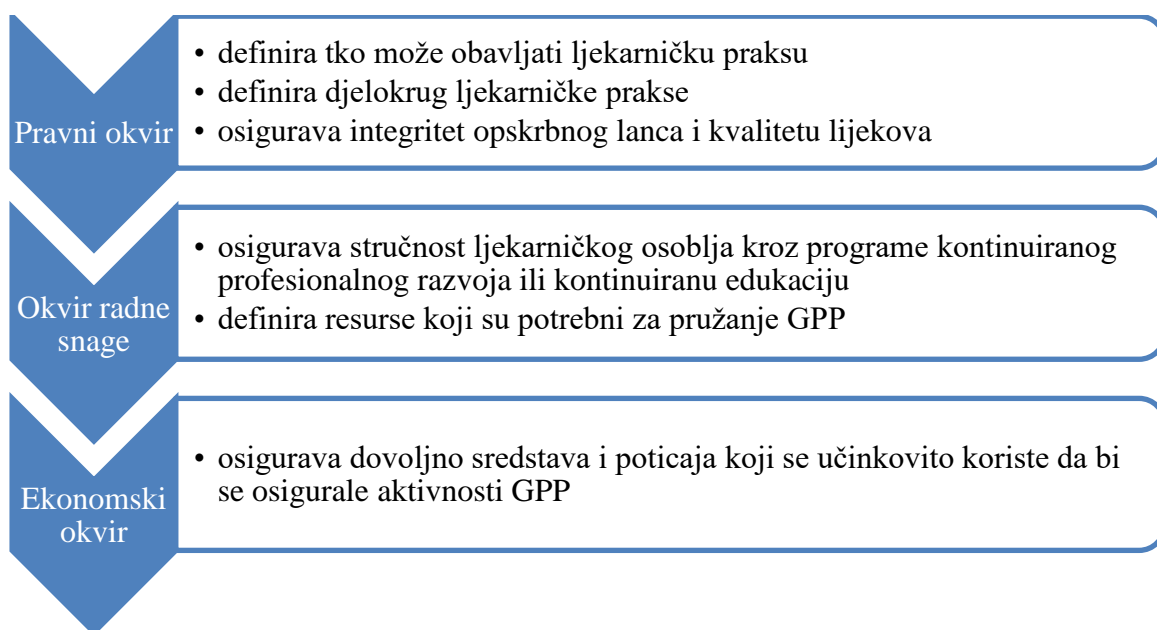 Pravni okvir
• definira tko može obavljati ljekarničku praksu
• definira djelokrug ljekarničke prakse
• osigurava integritet opskrbnog lanca i kvalitetu lijekova
Okvir radne
snage
• osigurava stručnost ljekarničkog osoblja kroz programe kontinuiranog
profesionalnog razvoja ili kontinuiranu edukaciju
• definira resurse koji su potrebni za pružanje GPP
Ekonomski
okvir
• osigurava dovoljno sredstava i poticaja koji se učinkovito koriste da bi
se osigurale aktivnosti GPP